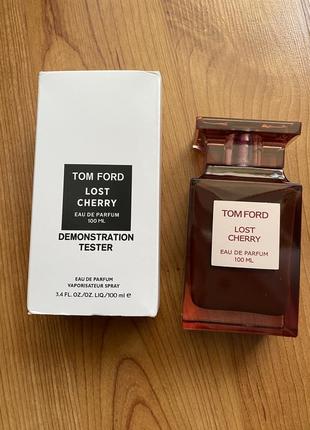 TOM FORD
LOST
CHERRY
EAU DE PARFUM
100 ML
DEMONSTRATION
TESTER
EAU DE PARFUM
VAPORISATEUR SPRAY
3.4 FL. OZ./OZ. LIQ./100 ml e
TOM FORD
LOST
CHERRY
EAU DE PARFUM
100 ML